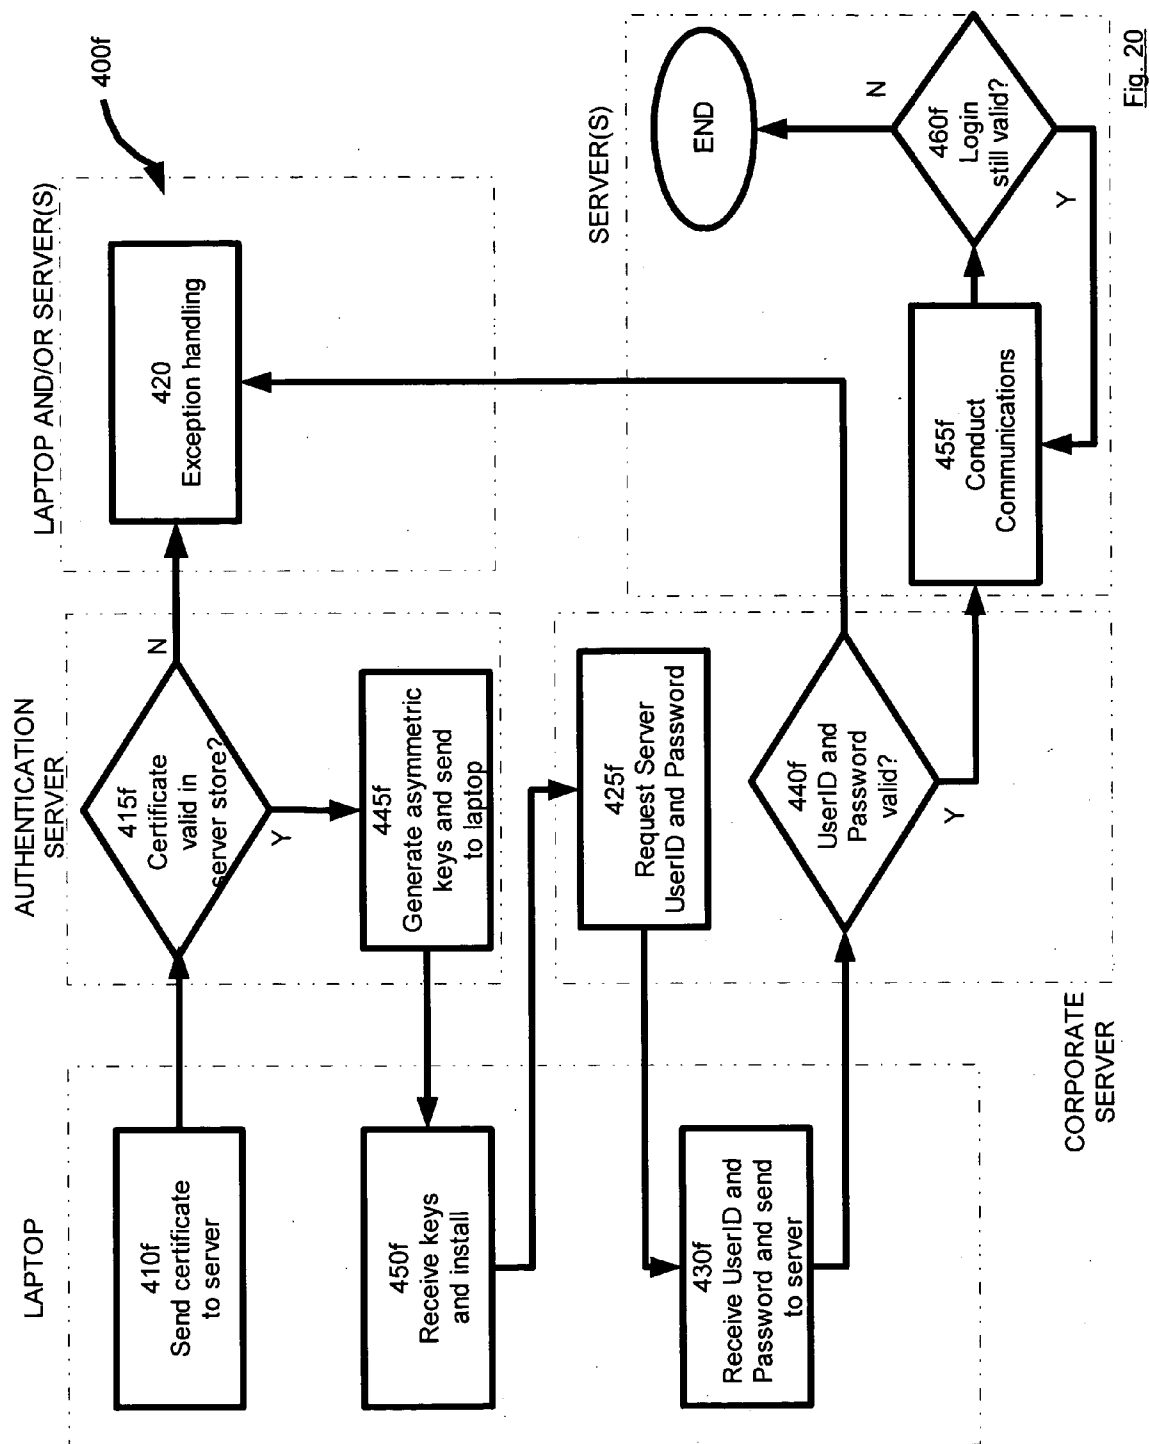 400f
LAPTOP
AUTHENTICATION
SERVER
LAPTOP AND/OR SERVER(S)
410f
Send certificate
to server
415f
Certificate
valid in
server store?
N
Y
420
Exception handling
445f
Generate asymmetric
keys and send
to laptop
450f
Receive keys
and install
425f
Request Server
UserID and Password
430f
Receive UserID and
Password and send
to server
440f
UserID and
Password
valid?
Y
CORPORATE
SERVER
SERVER(S)
455f
Conduct
Communications
460f
Login
still valid?
N
Y
END
Fig. 20